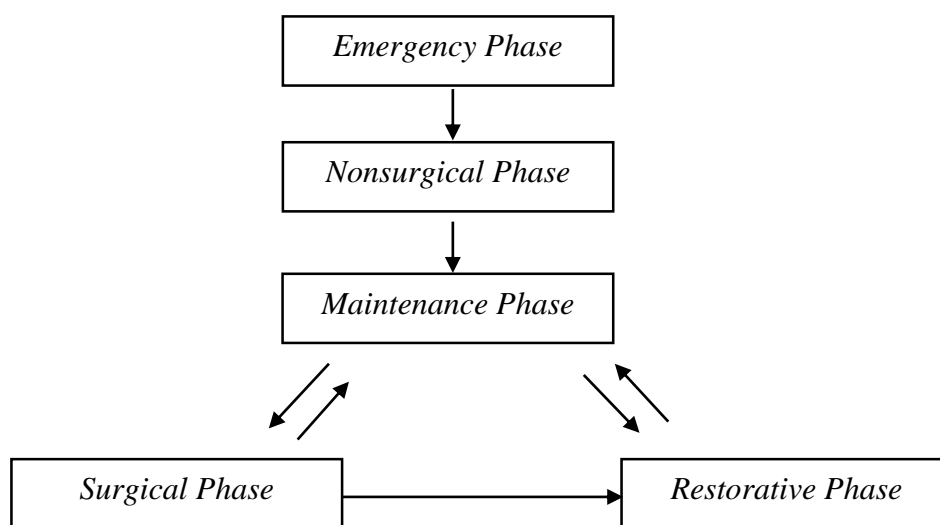 Emergency Phase
Nonsurgical Phase
Maintenance Phase
Surgical Phase
Restorative Phase